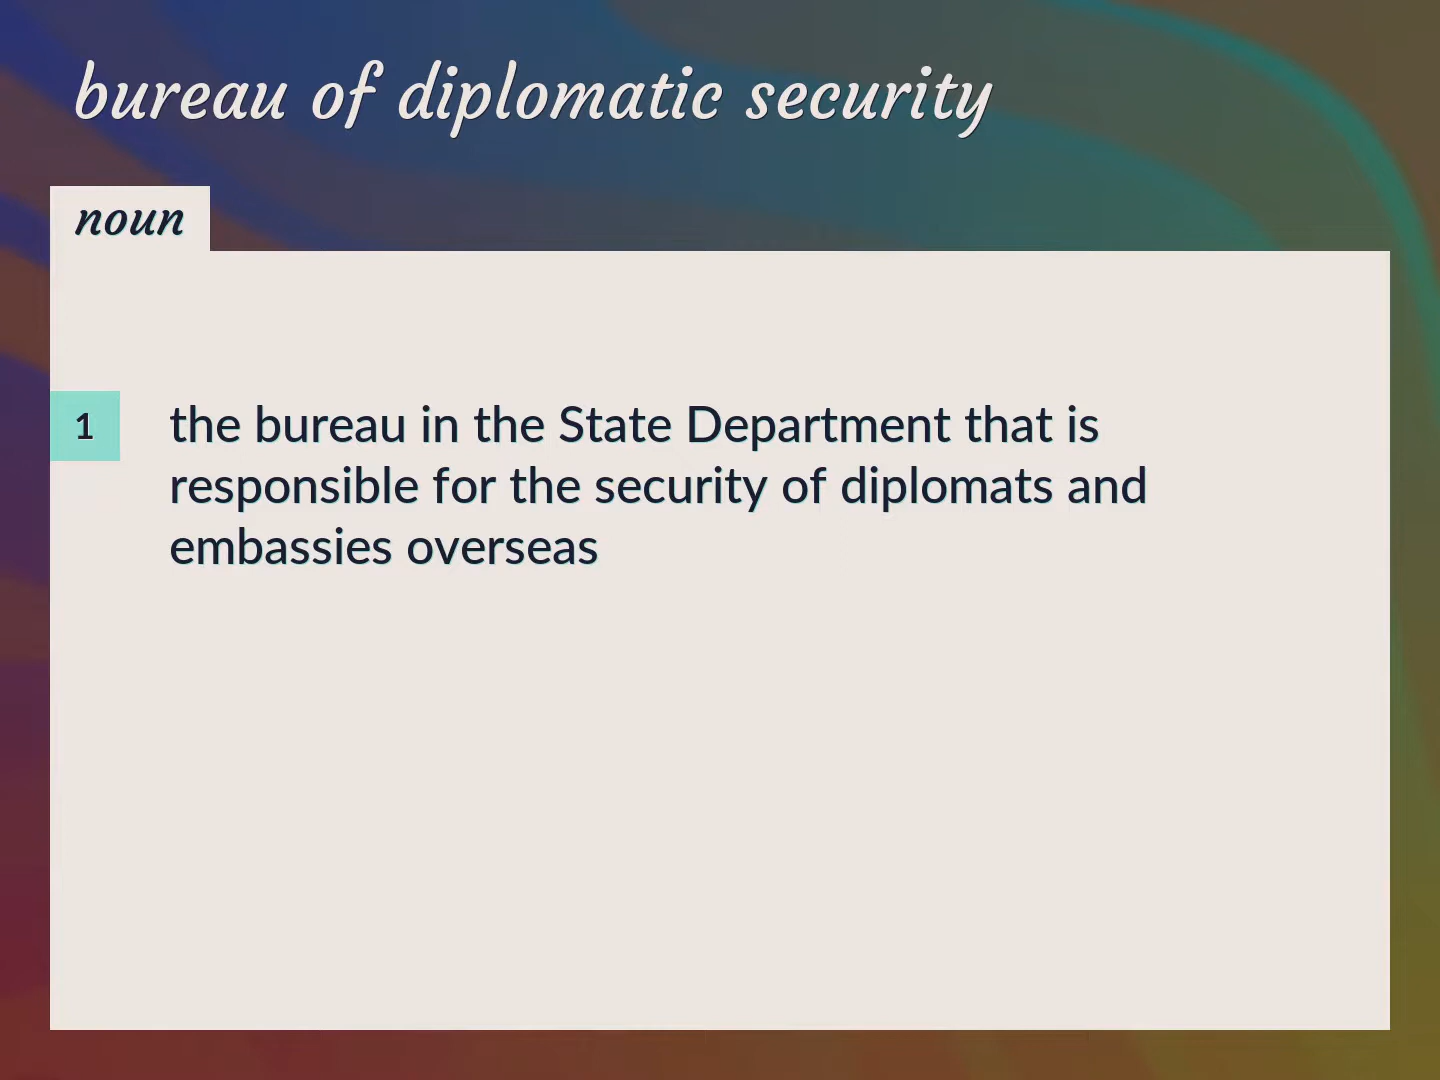 bureau of diplomatic security
noun
1
the bureau in the State Department that is
responsible for the security of diplomats and
embassies overseas